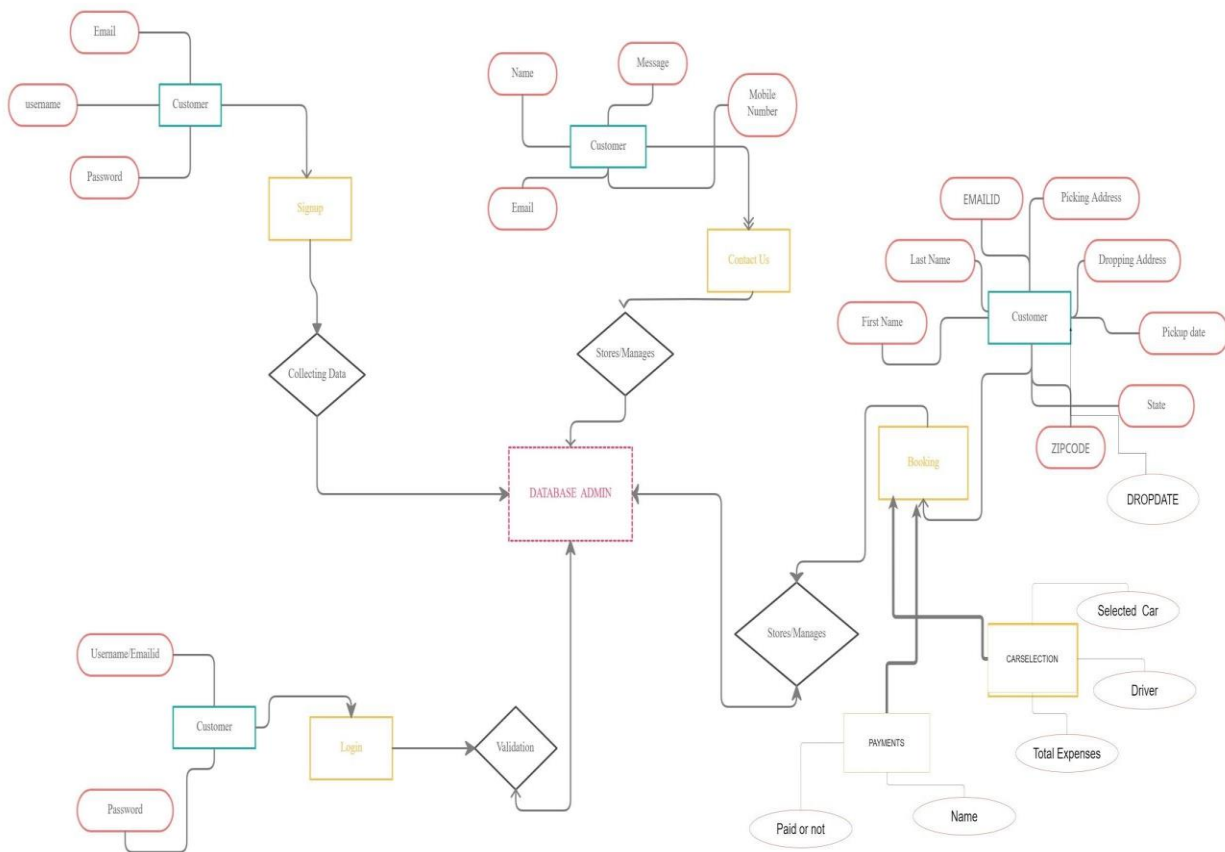 Email
username
Customer
Password
Signup
Collecting Data
Name
Message
Mobile
Number
Customer
Email
Contact Us
Stores/Manages
EMAILID
Picking Address
Last Name
Dropping Address
First Name
Customer
Pickup date
State
ZIPCODE
DROPDATE
Booking
DATABASE ADMIN
Stores/Manages
Selected Car
CARSELECTION
Driver
Total Expenses
PAYMENTS
Paid or not
Name
Username/Emailid
Customer
Login
Validation
Password